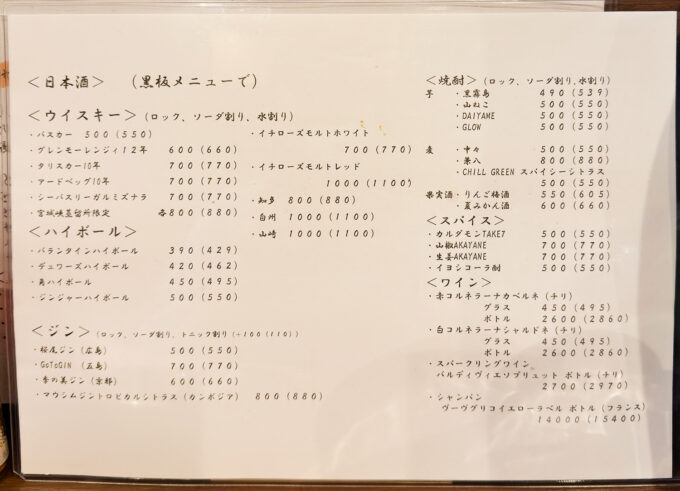 ＜日本酒＞　（黒板メニューで）
＜ウイスキー＞（ロック、ソーダ割り、水割り）
・バスカー　500（550）
・グレンモーレンジィ12年　600（660）
・タリスカー10年　700（770）
・アードベッグ10年　700（770）
・シーバスリーガルミズナラ　700（770）
・宮城峡蒸留所限定　各800（880）
・イチローズモルトホワイト
700（770）
・イチローズモルトレッド
1000（1100）
・知多　800（880）
・白州　1000（1100）
・山崎　1000（1100）
＜ハイボール＞
・バランタインハイボール　390（429）
・デュワーズハイボール　420（462）
・角ハイボール　450（495）
・ジンジャーハイボール　500（550）
＜ジン＞（ロック、ソーダ割り、トニック割り（+100（110））
・桜尾ジン（広島）　500（550）
・GoToGIN（五島）　700（770）
・季の美ジン（京都）　600（660）
・マウシムジントロピカルシトラス（カンボジア）　800（880）
＜焼酎＞（ロック、ソーダ割り,水割り）
芋　・黒霧島　490（539）
・山ねこ　500（550）
・DAIYAME　500（550）
・GLOW　500（550）
麦　・中々　500（550）
・兼八　800（880）
・CHILL GREEN スパイシーシトラス
500（550）
果実酒・りんご梅酒　550（605）
・夏みかん酒　600（660）
＜スパイス＞
・カルダモンTAKE7　500（550）
・山椒AKAYANE　700（770）
・生姜AKAYANE　700（770）
・イヨシコーラ酎　500（550）
＜ワイン＞
・赤コルネラーナカベルネ（チリ）
グラス　450（495）
ボトル　2600（2860）
・白コルネラーナシャルドネ（チリ）
グラス　450（495）
ボトル　2600（2860）
・スパークリングワイン
バルディヴィエソブリュット ボトル（チリ）
2700（2970）
・シャンパン
ヴーヴグリコイエローラベル ボトル（フランス）
14000（15400）